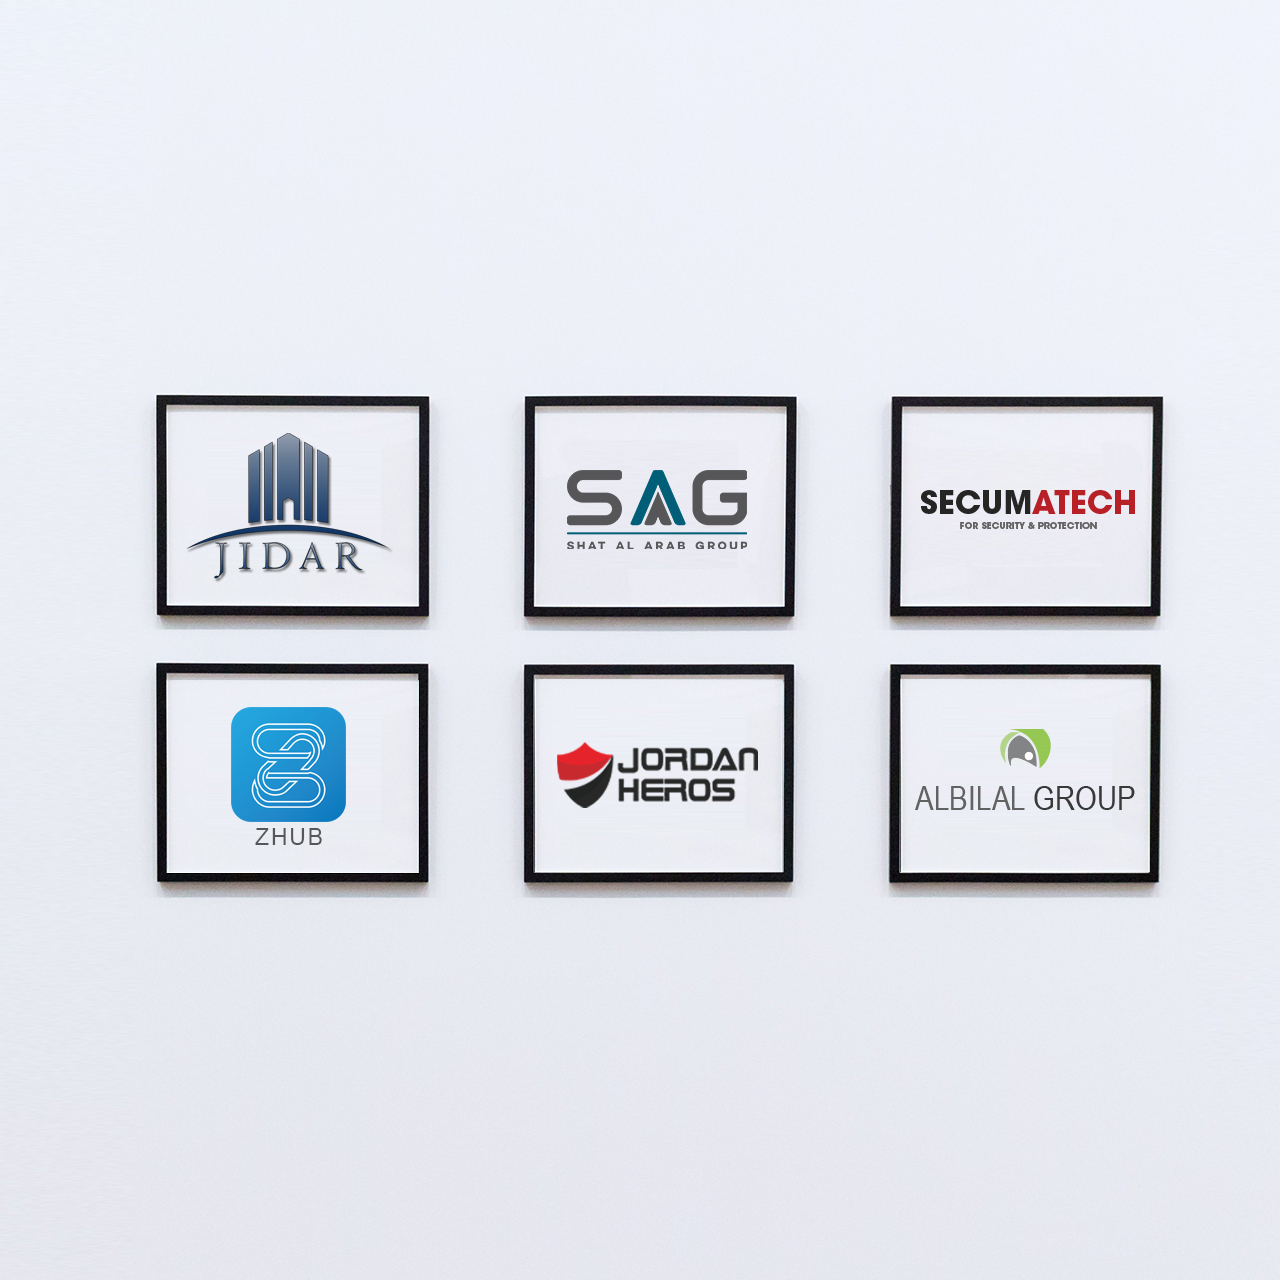 JIDAR
SAG
SHAT AL ARAB GROUP
SECUMATECH
FOR SECURITY & PROTECTION
ZHUB
JORDAN
HEROS
ALBILAL GROUP